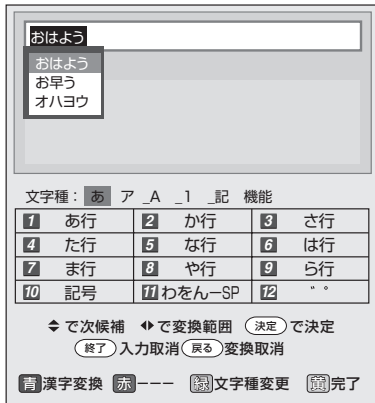 おはよう
おはよう
お早う
オハヨウ
文字種： あ ア _A _1 _記 機能
1 あ行 2 か行 3 さ行
4 た行 5 な行 6 は行
7 ま行 8 や行 9 ら行
10 記号 11 わをんーSP 12 ゛゜
で次候補 で変換範囲 決定 で決定
終了 入力取消 戻る 変換取消
青 漢字変換 赤 ーーー 緑 文字種変更 黄 完了